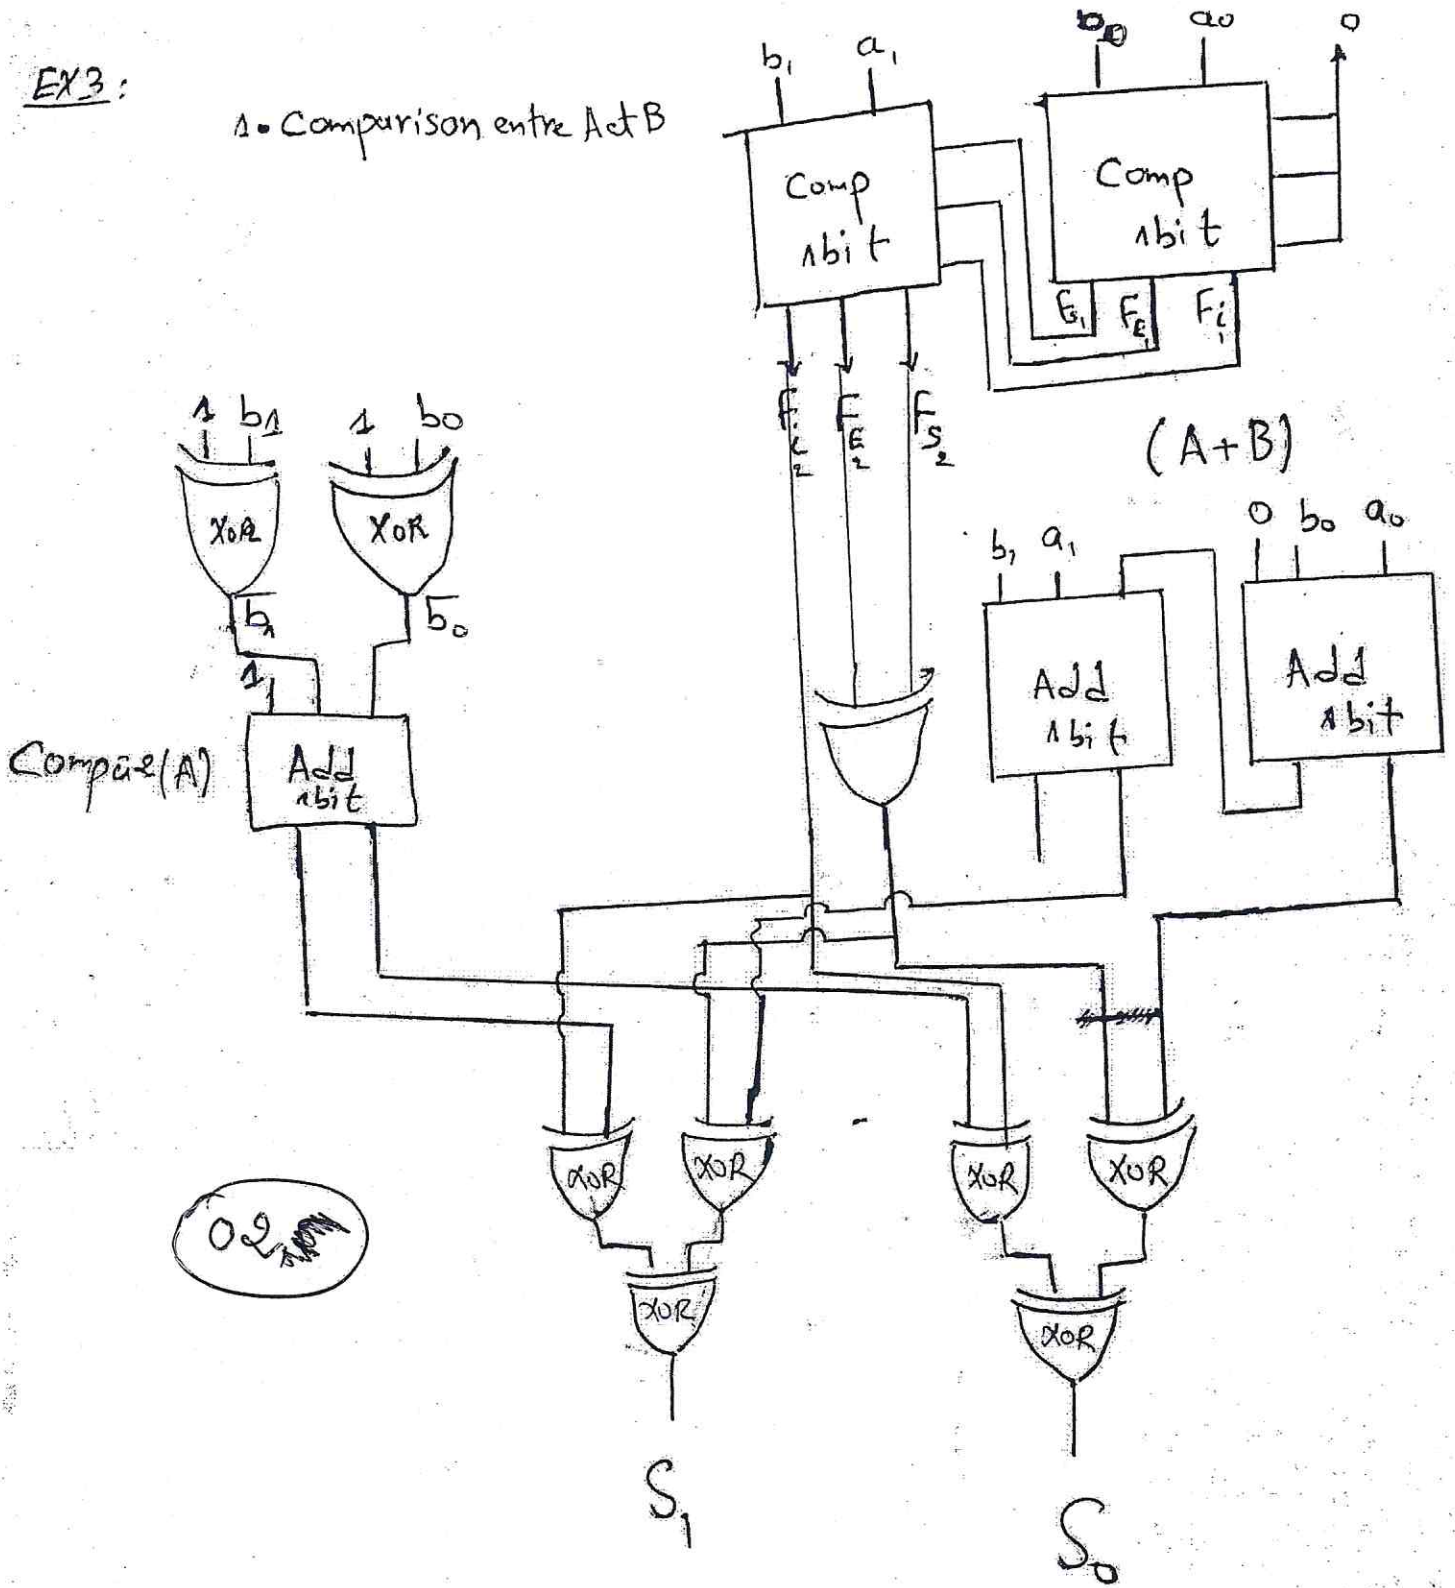 EX3:
1. Comparison entre A et B
b1 a1
b0 a0 0
Comp
1bit
Comp
1bit
FS1 FE1 Fi1
Fi2 FE2 FS2
(A+B)
1 b1 1 b0
XOR XOR
b̅1 b̅0
1
Add
1bit
b1 a1
0 b0 a0
Add
1bit
Add
1bit
XOR XOR XOR XOR
XOR XOR
02
S1
S0